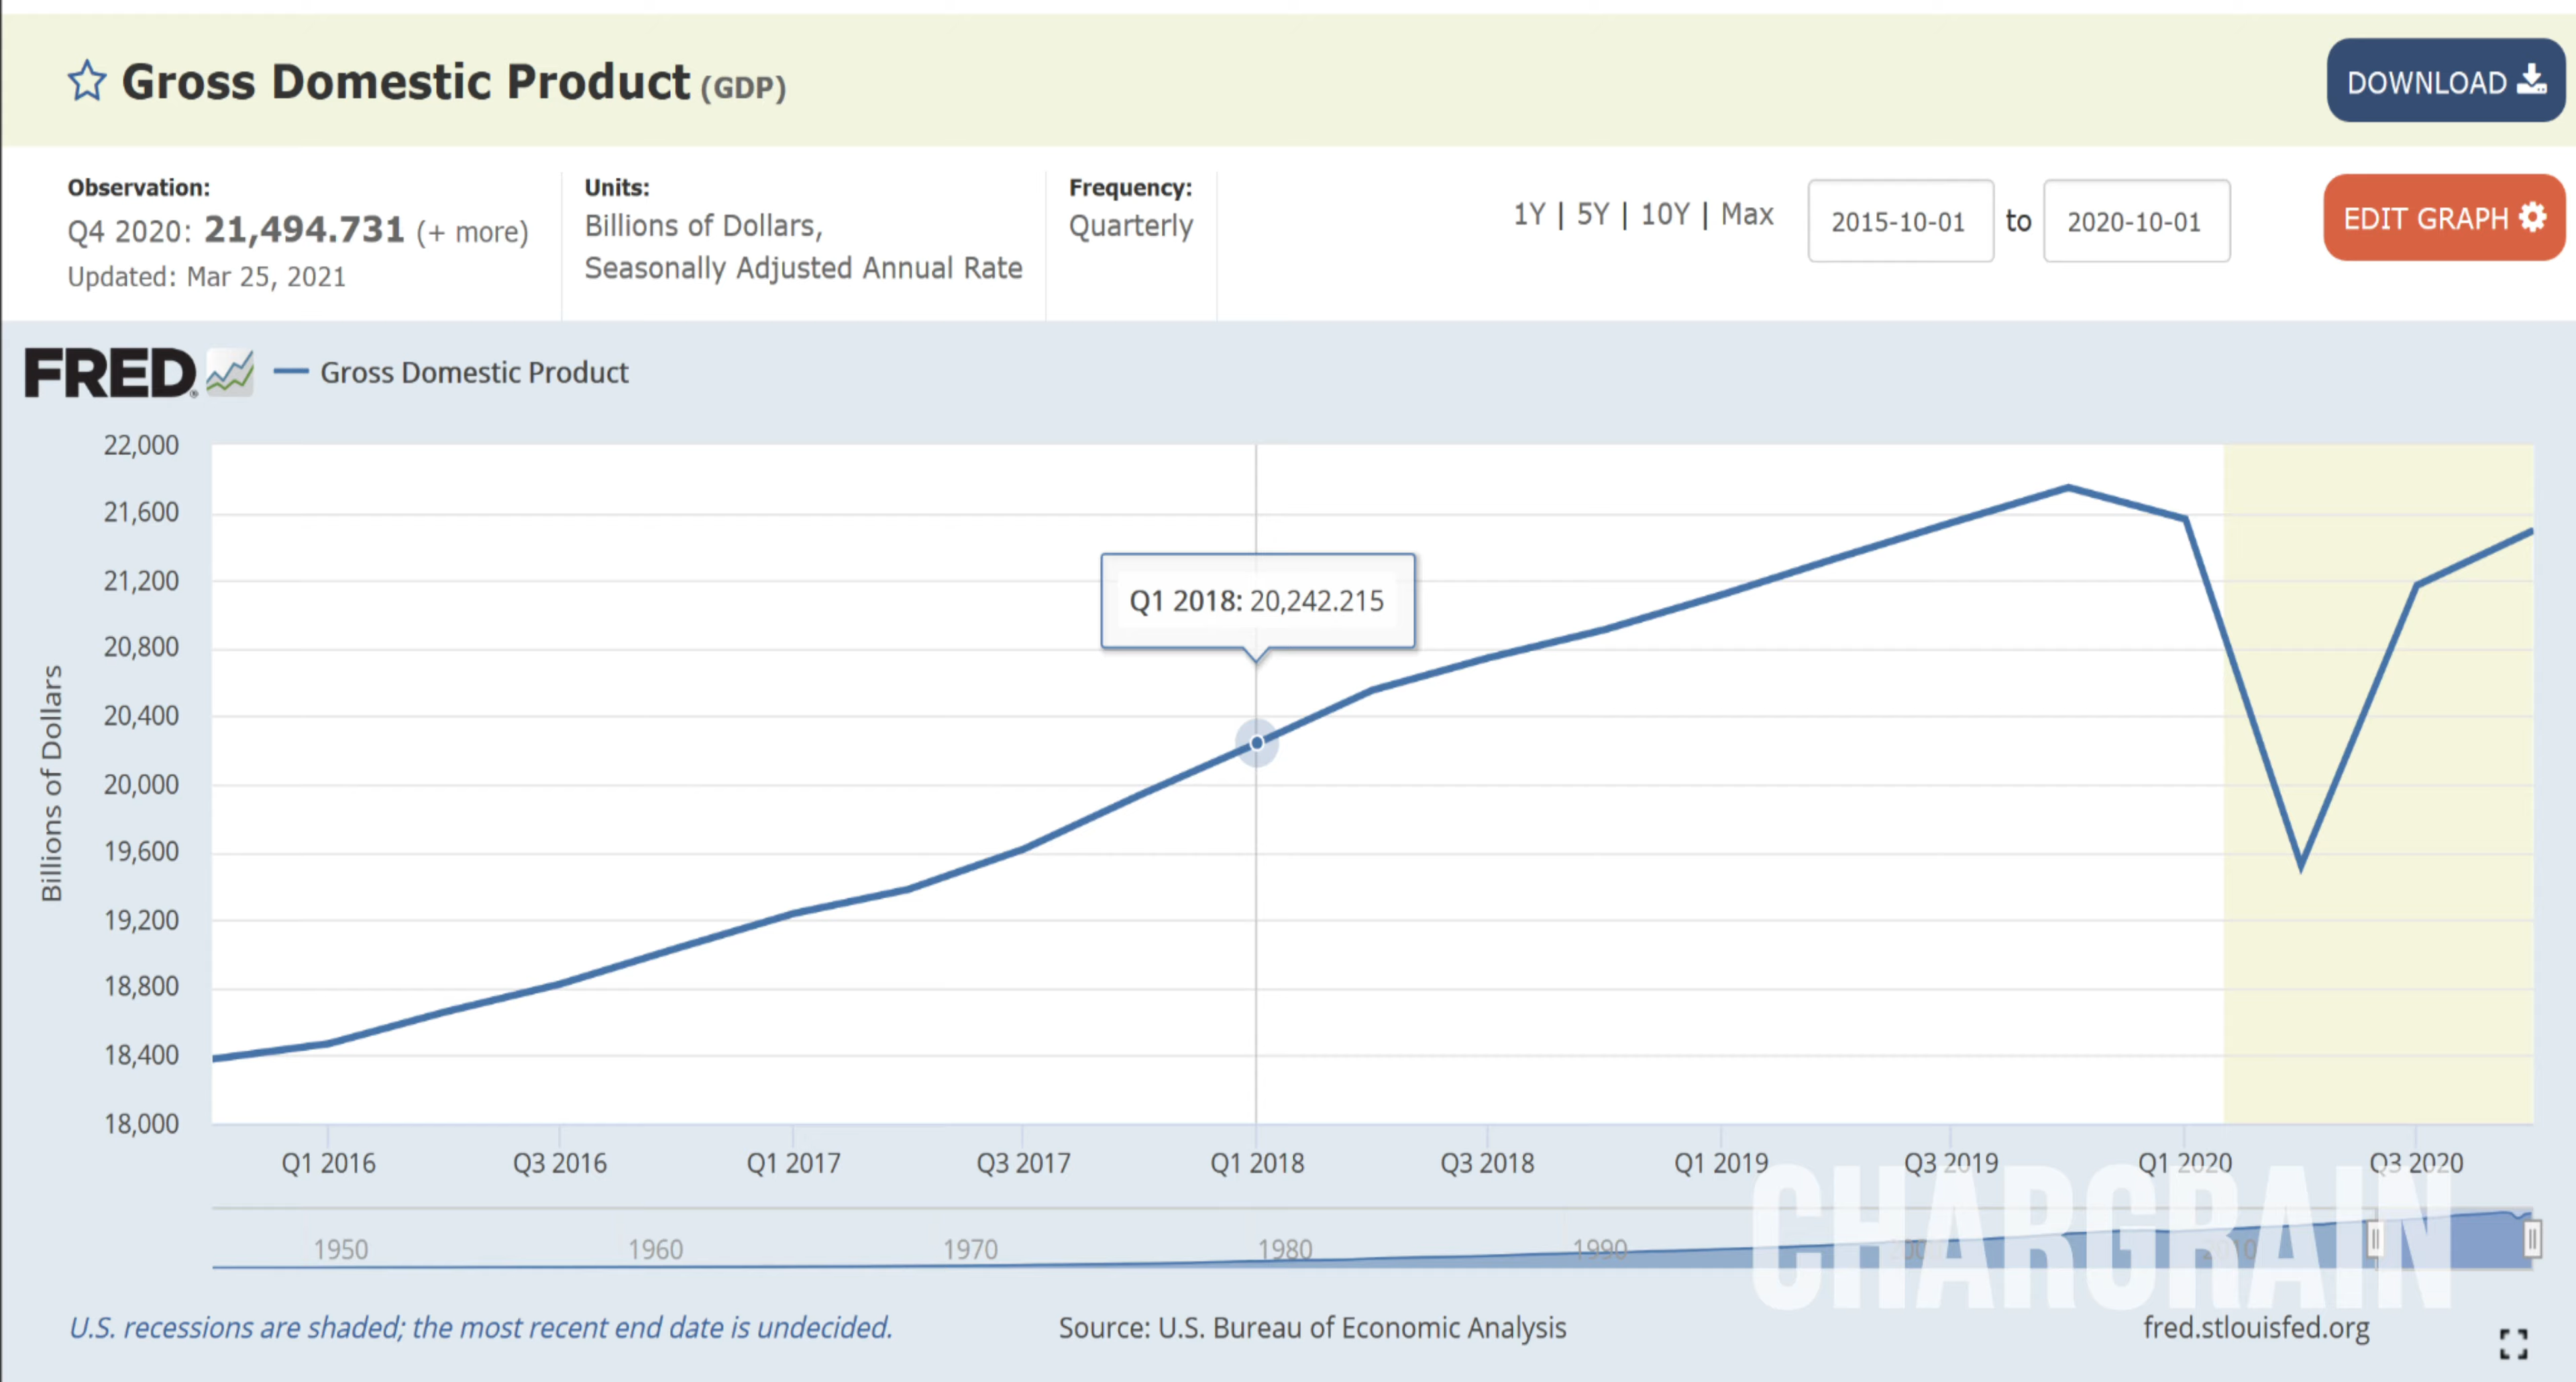 Gross Domestic Product (GDP)
DOWNLOAD
Observation:
Q4 2020: 21,494.731 (+ more)
Updated: Mar 25, 2021
Units:
Billions of Dollars,
Seasonally Adjusted Annual Rate
Frequency:
Quarterly
1Y | 5Y | 10Y | Max
2015-10-01 to 2020-10-01
EDIT GRAPH
FRED®
Gross Domestic Product
22,000
21,600
21,200
20,800
20,400
20,000
19,600
19,200
18,800
18,400
18,000
Billions of Dollars
Q1 2018: 20,242.215
Q1 2016 Q3 2016 Q1 2017 Q3 2017 Q1 2018 Q3 2018 Q1 2019 Q3 2019 Q1 2020 Q3 2020
1950 1960 1970 1980 1990 2000 2010
CHARGRAIN
U.S. recessions are shaded; the most recent end date is undecided.
Source: U.S. Bureau of Economic Analysis
fred.stlouisfed.org